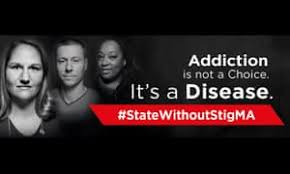 Addiction
is not a Choice.
It's a Disease.
#StateWithoutStigMA